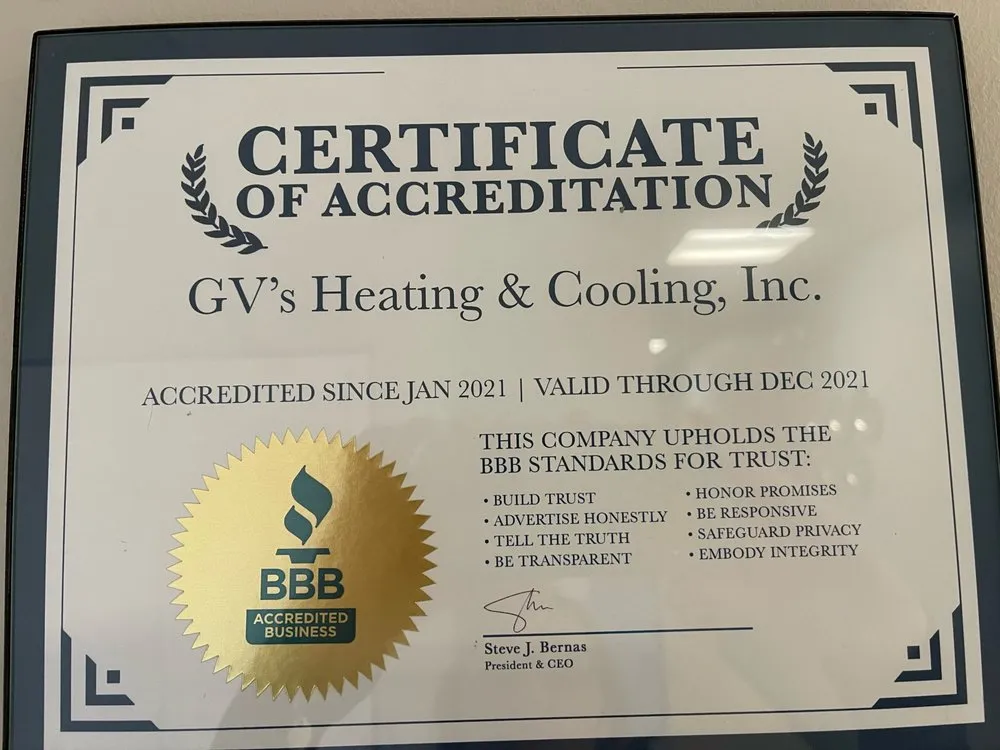 CERTIFICATE
OF ACCREDITATION
GV's Heating & Cooling, Inc.
ACCREDITED SINCE JAN 2021 | VALID THROUGH DEC 2021
THIS COMPANY UPHOLDS THE
BBB STANDARDS FOR TRUST:
• BUILD TRUST
• ADVERTISE HONESTLY
• TELL THE TRUTH
• BE TRANSPARENT
• HONOR PROMISES
• BE RESPONSIVE
• SAFEGUARD PRIVACY
• EMBODY INTEGRITY
BBB
ACCREDITED
BUSINESS
Steve J. Bernas
President & CEO